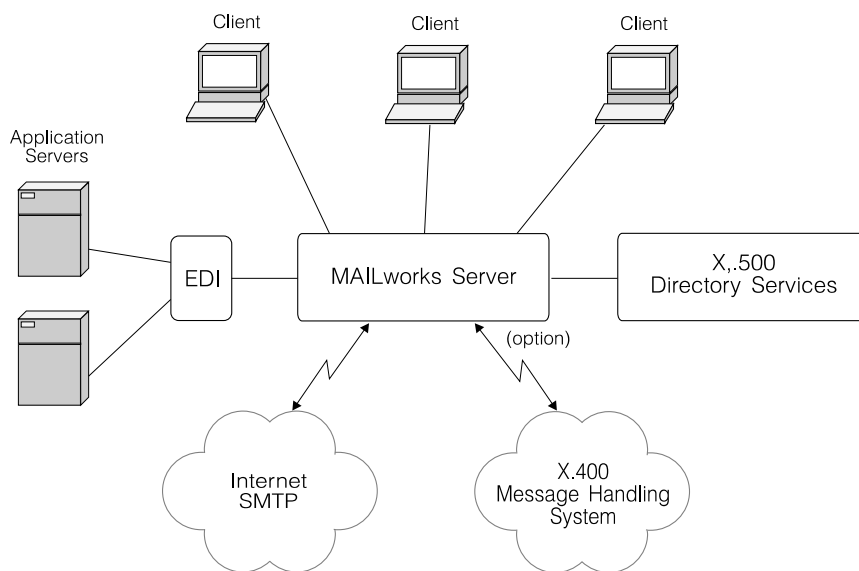 Client
Client
Client
Application
Servers
EDI
MAILworks Server
X,.500
Directory Services
(option)
Internet
SMTP
X.400
Message Handling
System